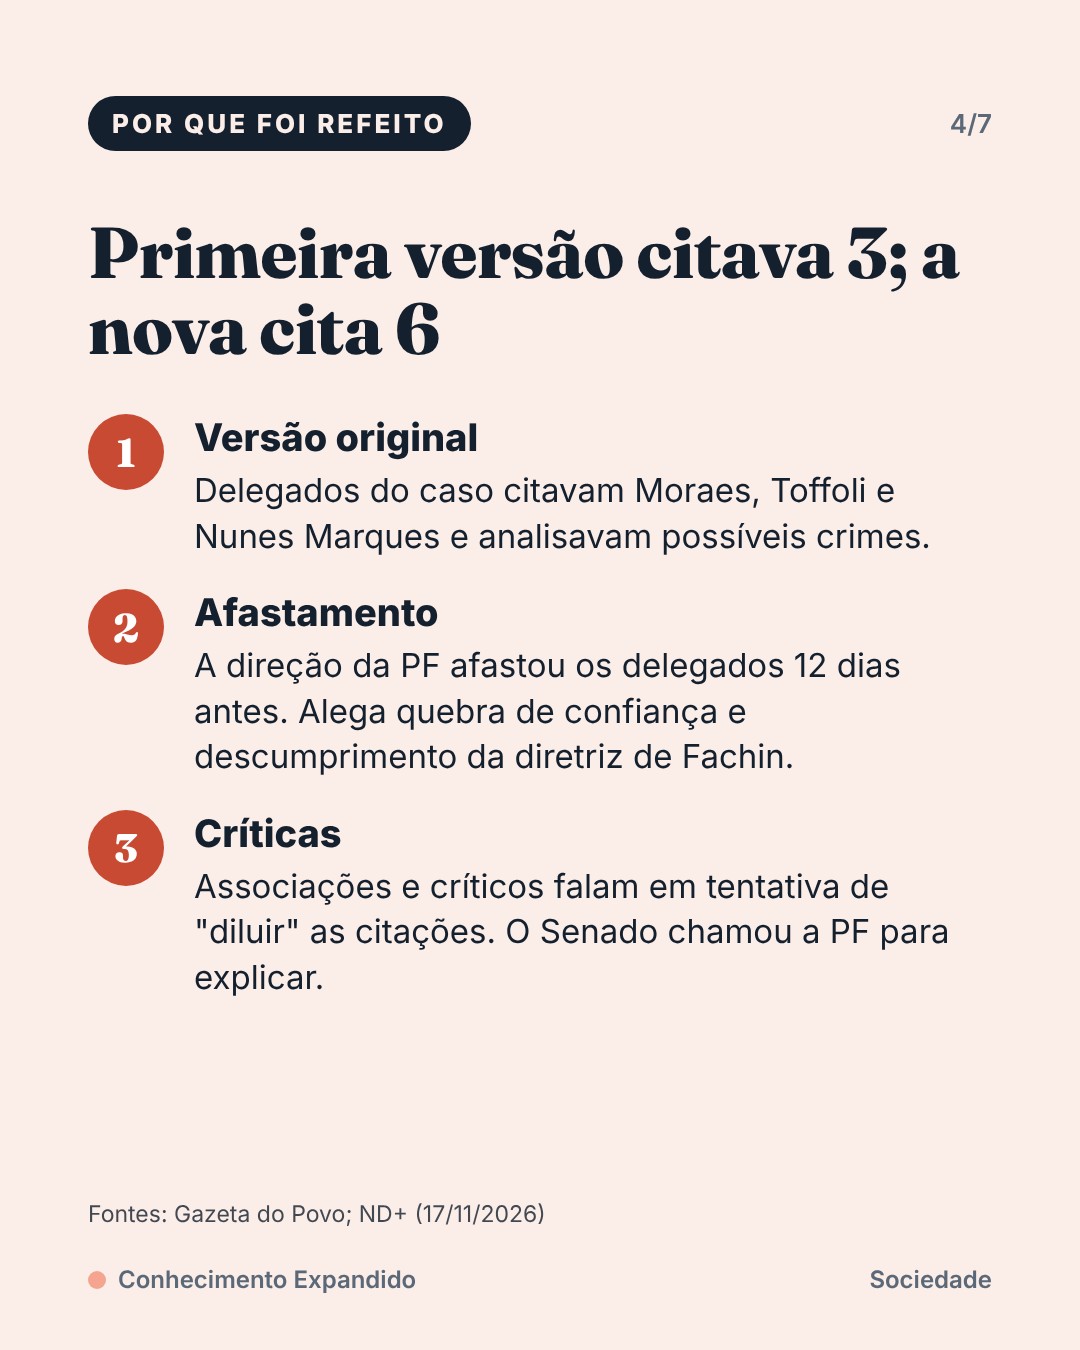 POR QUE FOI REFEITO
4/7
Primeira versão citava 3; a
nova cita 6
1
Versão original
Delegados do caso citavam Moraes, Toffoli e
Nunes Marques e analisavam possíveis crimes.
2
Afastamento
A direção da PF afastou os delegados 12 dias
antes. Alega quebra de confiança e
descumprimento da diretriz de Fachin.
3
Críticas
Associações e críticos falam em tentativa de
"diluir" as citações. O Senado chamou a PF para
explicar.
Fontes: Gazeta do Povo; ND+ (17/11/2026)
Conhecimento Expandido
Sociedade